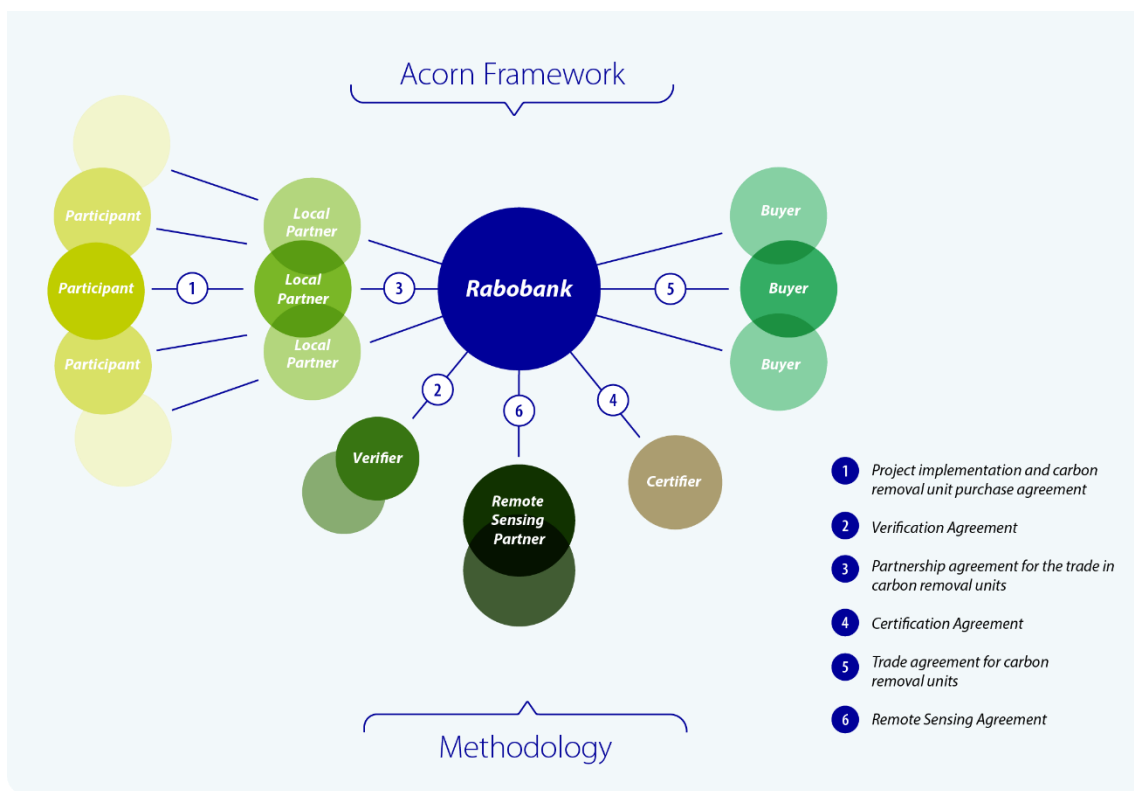 Acorn Framework
Participant
Participant
1
Participant
Local
Partner
Local
Partner
3
Local
Partner
Rabobank
Buyer
5
Buyer
Buyer
2
6
4
Verifier
Remote
Sensing
Partner
Certifier
1 Project implementation and carbon
removal unit purchase agreement
2 Verification Agreement
3 Partnership agreement for the trade in
carbon removal units
4 Certification Agreement
5 Trade agreement for carbon
removal units
6 Remote Sensing Agreement
Methodology